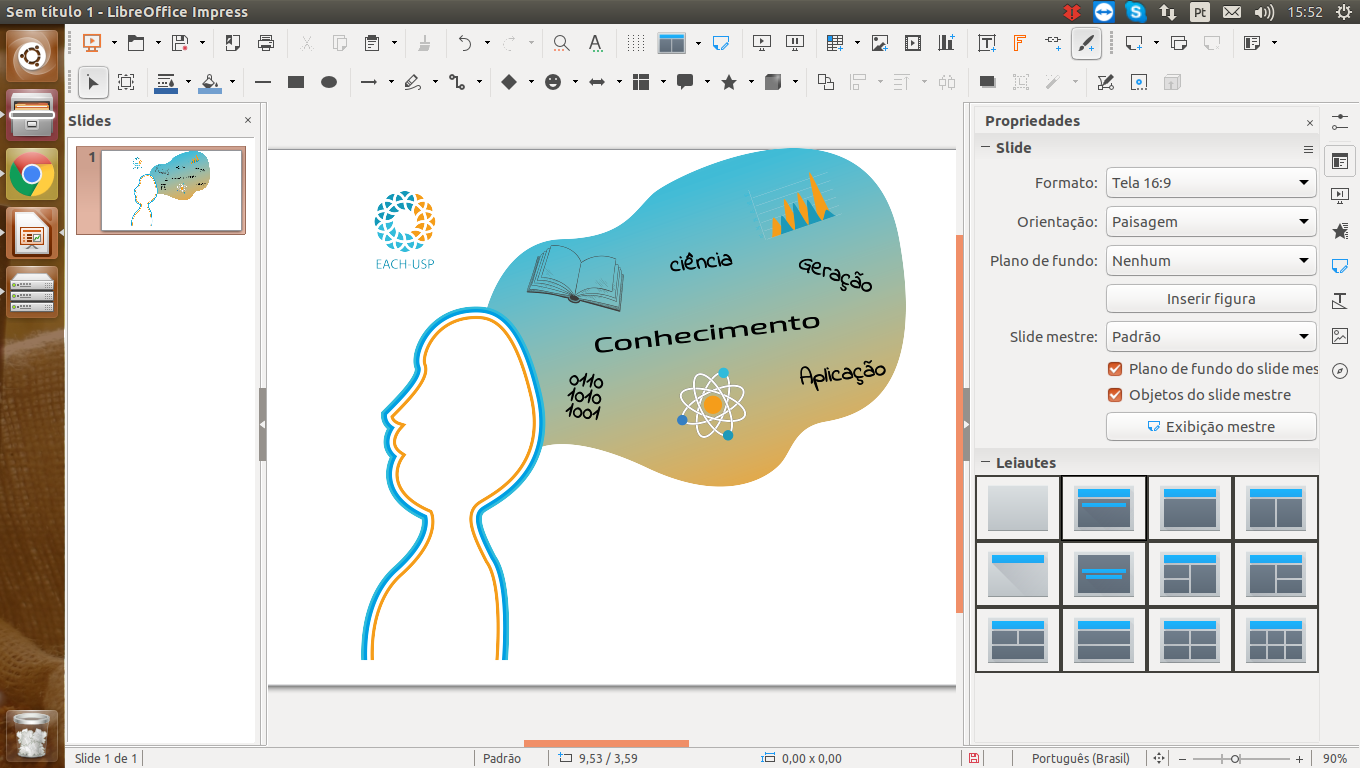 Sem título 1 - LibreOffice Impress
Pt
15:52
Slides
1
EACH-USP
ciência
Geração
Conhecimento
0110
1010
1001
Aplicação
Propriedades
Slide
Formato: Tela 16:9
Orientação: Paisagem
Plano de fundo: Nenhum
Inserir figura
Slide mestre: Padrão
Plano de fundo do slide mes
Objetos do slide mestre
Exibição mestre
Leiautes
Slide 1 de 1
Padrão
9,53 / 3,59
0,00 x 0,00
Português (Brasil)
90%